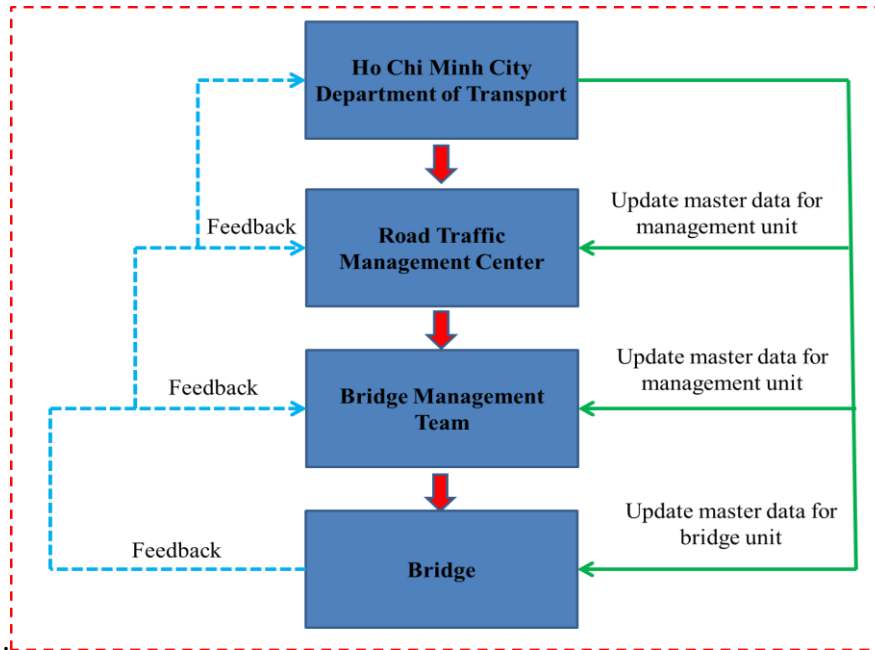 Ho Chi Minh City
Department of Transport
Feedback
Road Traffic
Management Center
Update master data for
management unit
Feedback
Bridge Management
Team
Update master data for
management unit
Feedback
Bridge
Update master data for
bridge unit